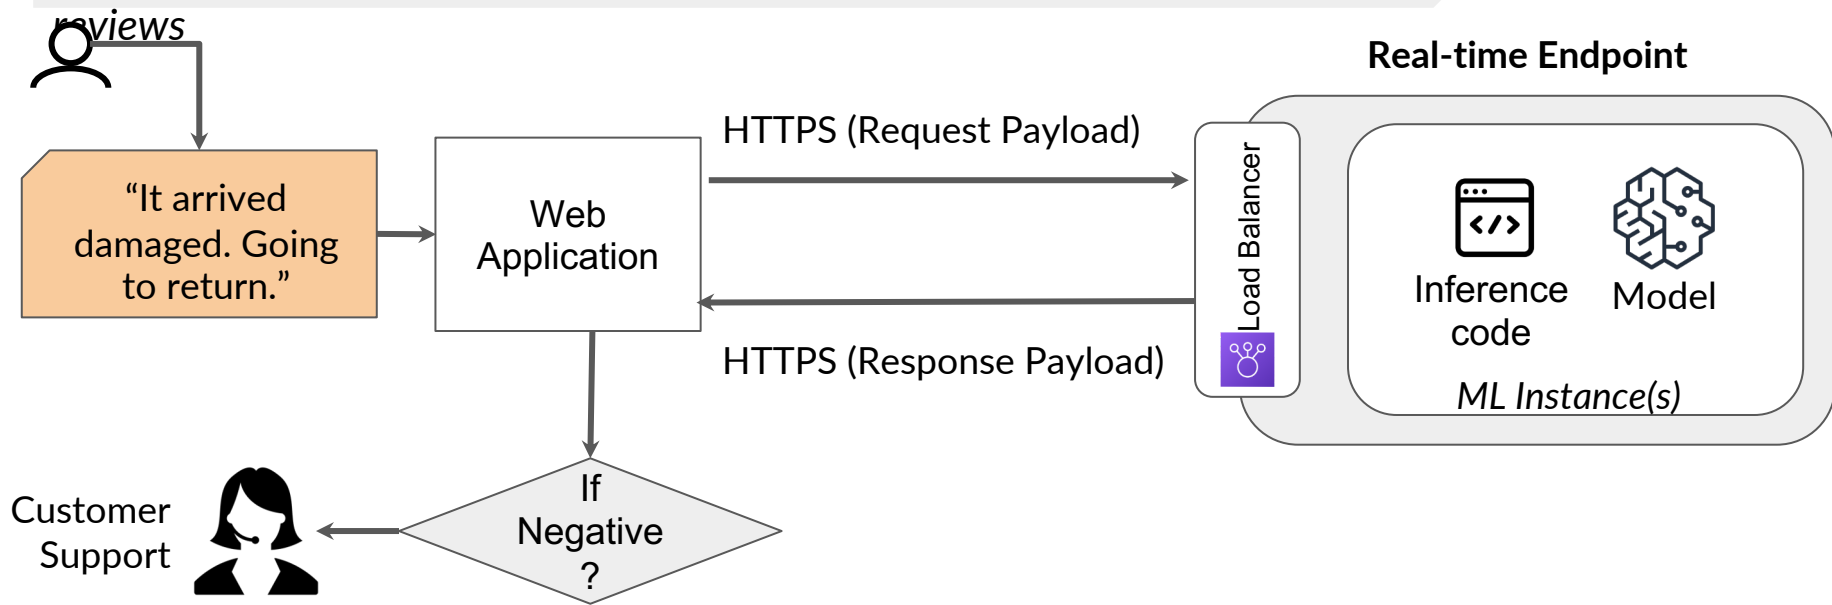 reviews
Real-time Endpoint
HTTPS (Request Payload)
“It arrived
damaged. Going
to return.”
Web
Application
Load Balancer
Inference
code
Model
HTTPS (Response Payload)
ML Instance(s)
If
Negative
?
Customer
Support